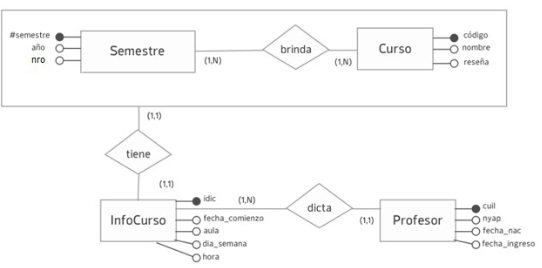 #semestre
año
nro
Semestre
(1,N)
brinda
(1,N)
Curso
código
nombre
reseña
(1,1)
tiene
(1,1)
InfoCurso
idic
(1,N)
fecha_comienzo
aula
dia_semana
hora
dicta
(1,1)
Profesor
cuil
nyap
fecha_nac
fecha_ingreso